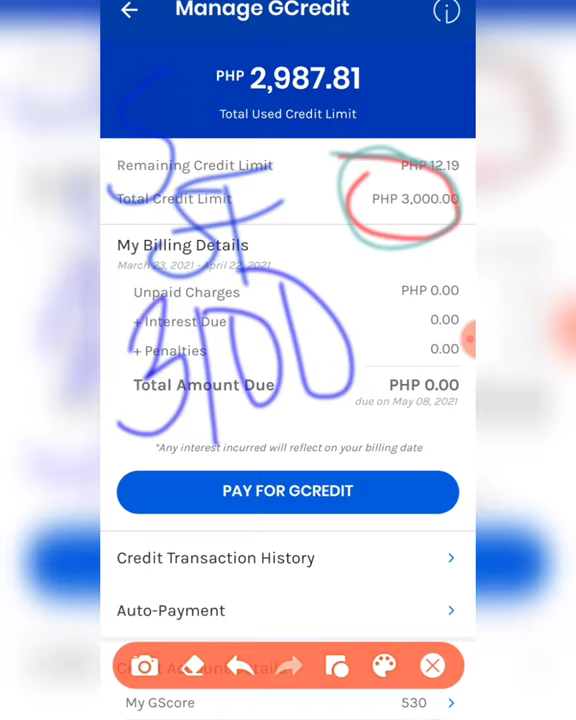 Manage GCredit
PHP 2,987.81
Total Used Credit Limit
Remaining Credit Limit PHP 12.19
Total Credit Limit PHP 3,000.00
My Billing Details
March 23, 2021 - April 22, 2021
Unpaid Charges PHP 0.00
+ Interest Due 0.00
+ Penalties 0.00
3100
Total Amount Due PHP 0.00
due on May 08, 2021
*Any interest incurred will reflect on your billing date
PAY FOR GCREDIT
Credit Transaction History
Auto-Payment
My GScore 530